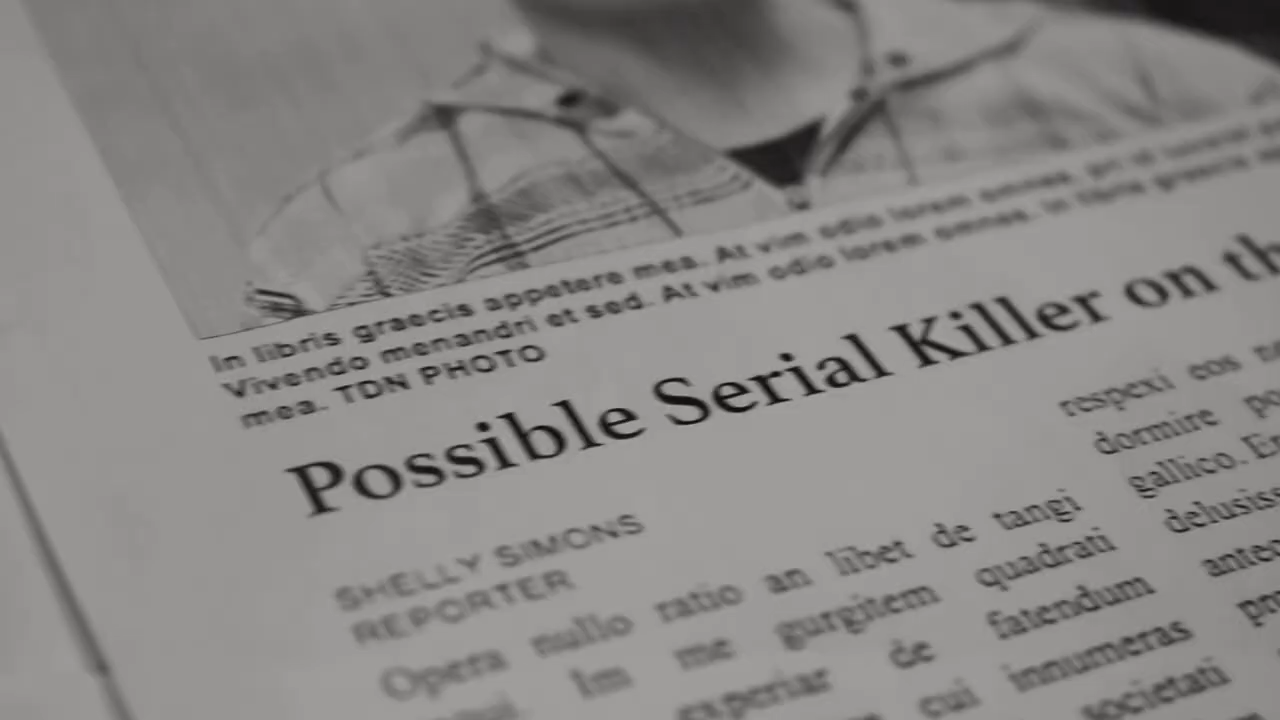 In libris graecis appetere mea. At vim odio lorem omnes, pri id
Vivendo menandri et sed. At vim odio lorem omnes. In libris graecis
mea. TDN PHOTO
Possible Serial Killer on th
SHELLY SIMONS
REPORTER
Opera nullo ratio an libet de tangi
Im me gurgitem quadrati
experiar de fatendum
cui innumeras
societati
respexi eos
dormire
gallico.
delusiss